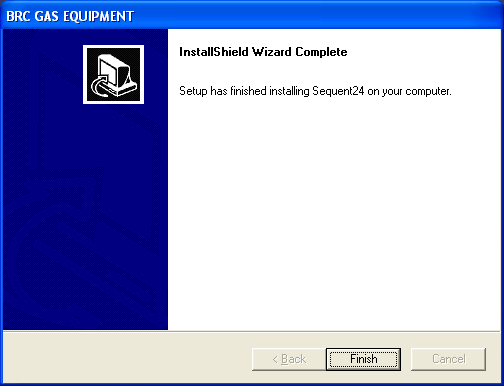 BRC GAS EQUIPMENT
InstallShield Wizard Complete
Setup has finished installing Sequent24 on your computer.
< Back
Finish
Cancel